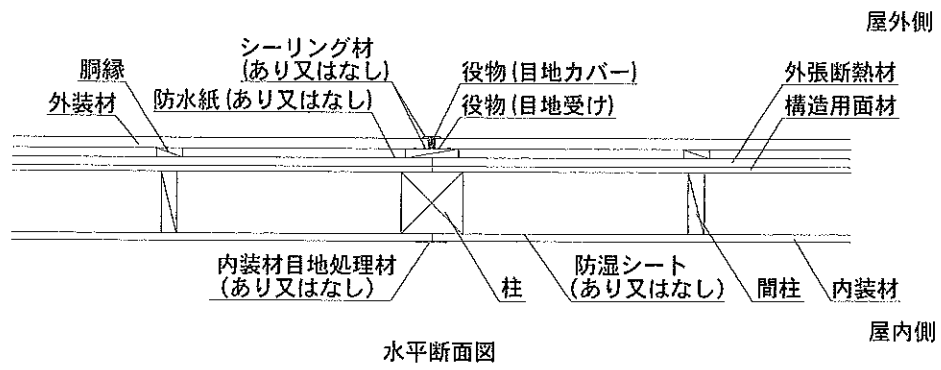 屋外側
シーリング材
(あり又はなし)
役物(目地カバー)
胴縁
外張断熱材
外装材
防水紙(あり又はなし)
役物(目地受け)
構造用面材
内装材目地処理材
(あり又はなし)
柱
防湿シート
(あり又はなし)
間柱
内装材
屋内側
水平断面図